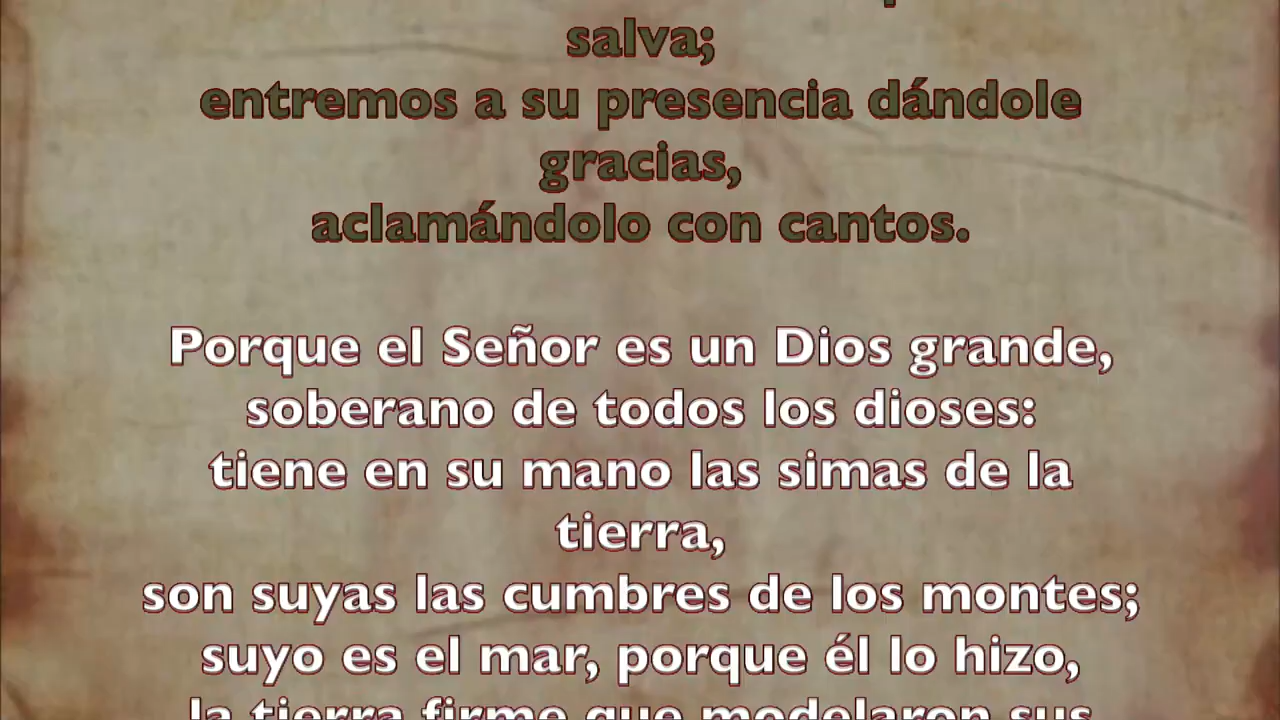 salva;
entremos a su presencia dándole
gracias,
aclamándolo con cantos.
Porque el Señor es un Dios grande,
soberano de todos los dioses:
tiene en su mano las simas de la
tierra,
son suyas las cumbres de los montes;
suyo es el mar, porque él lo hizo,
la tierra firme que modelaron sus